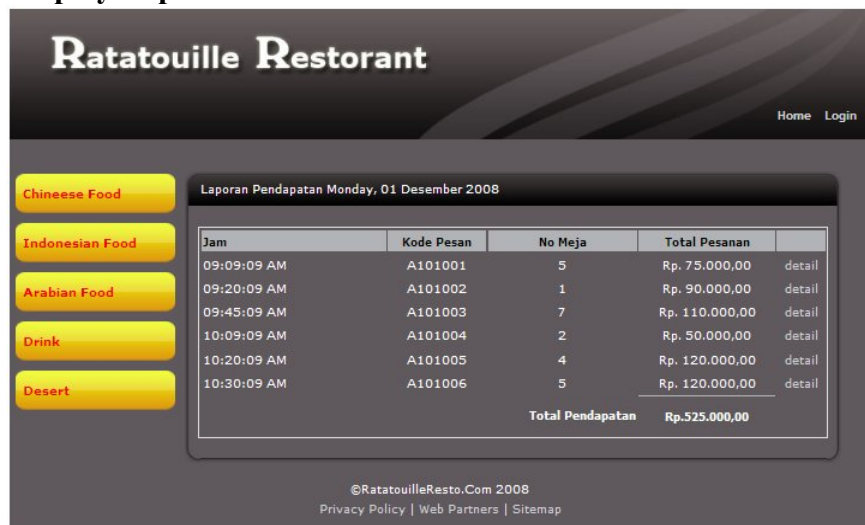 Ratatouille Restorant
Home Login
Chineese Food
Indonesian Food
Arabian Food
Drink
Desert
Laporan Pendapatan Monday, 01 Desember 2008
Jam Kode Pesan No Meja Total Pesanan
09:09:09 AM A101001 5 Rp. 75.000,00 detail
09:20:09 AM A101002 1 Rp. 90.000,00 detail
09:45:09 AM A101003 7 Rp. 110.000,00 detail
10:09:09 AM A101004 2 Rp. 50.000,00 detail
10:20:09 AM A101005 4 Rp. 120.000,00 detail
10:30:09 AM A101006 5 Rp. 120.000,00 detail
Total Pendapatan Rp.525.000,00
©RatatouilleResto.Com 2008
Privacy Policy | Web Partners | Sitemap